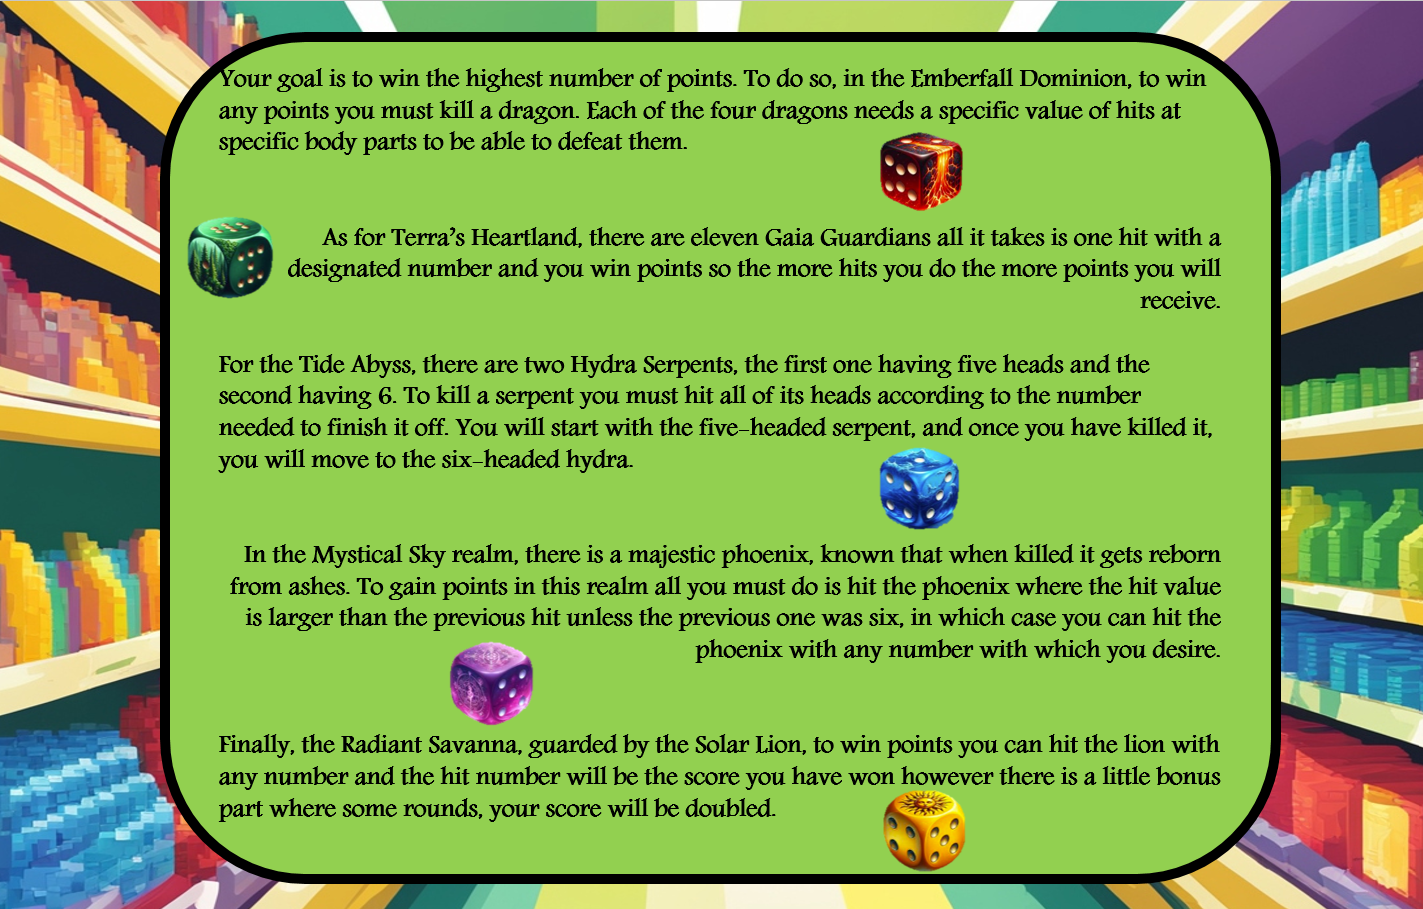 Your goal is to win the highest number of points. To do so, in the Emberfall Dominion, to win
any points you must kill a dragon. Each of the four dragons needs a specific value of hits at
specific body parts to be able to defeat them.
As for Terra's Heartland, there are eleven Gaia Guardians all it takes is one hit with a
designated number and you win points so the more hits you do the more points you will
receive.
For the Tide Abyss, there are two Hydra Serpents, the first one having five heads and the
second having 6. To kill a serpent you must hit all of its heads according to the number
needed to finish it off. You will start with the five-headed serpent, and once you have killed it,
you will move to the six-headed hydra.
In the Mystical Sky realm, there is a majestic phoenix, known that when killed it gets reborn
from ashes. To gain points in this realm all you must do is hit the phoenix where the hit value
is larger than the previous hit unless the previous one was six, in which case you can hit the
phoenix with any number with which you desire.
Finally, the Radiant Savanna, guarded by the Solar Lion, to win points you can hit the lion with
any number and the hit number will be the score you have won however there is a little bonus
part where some rounds, your score will be doubled.